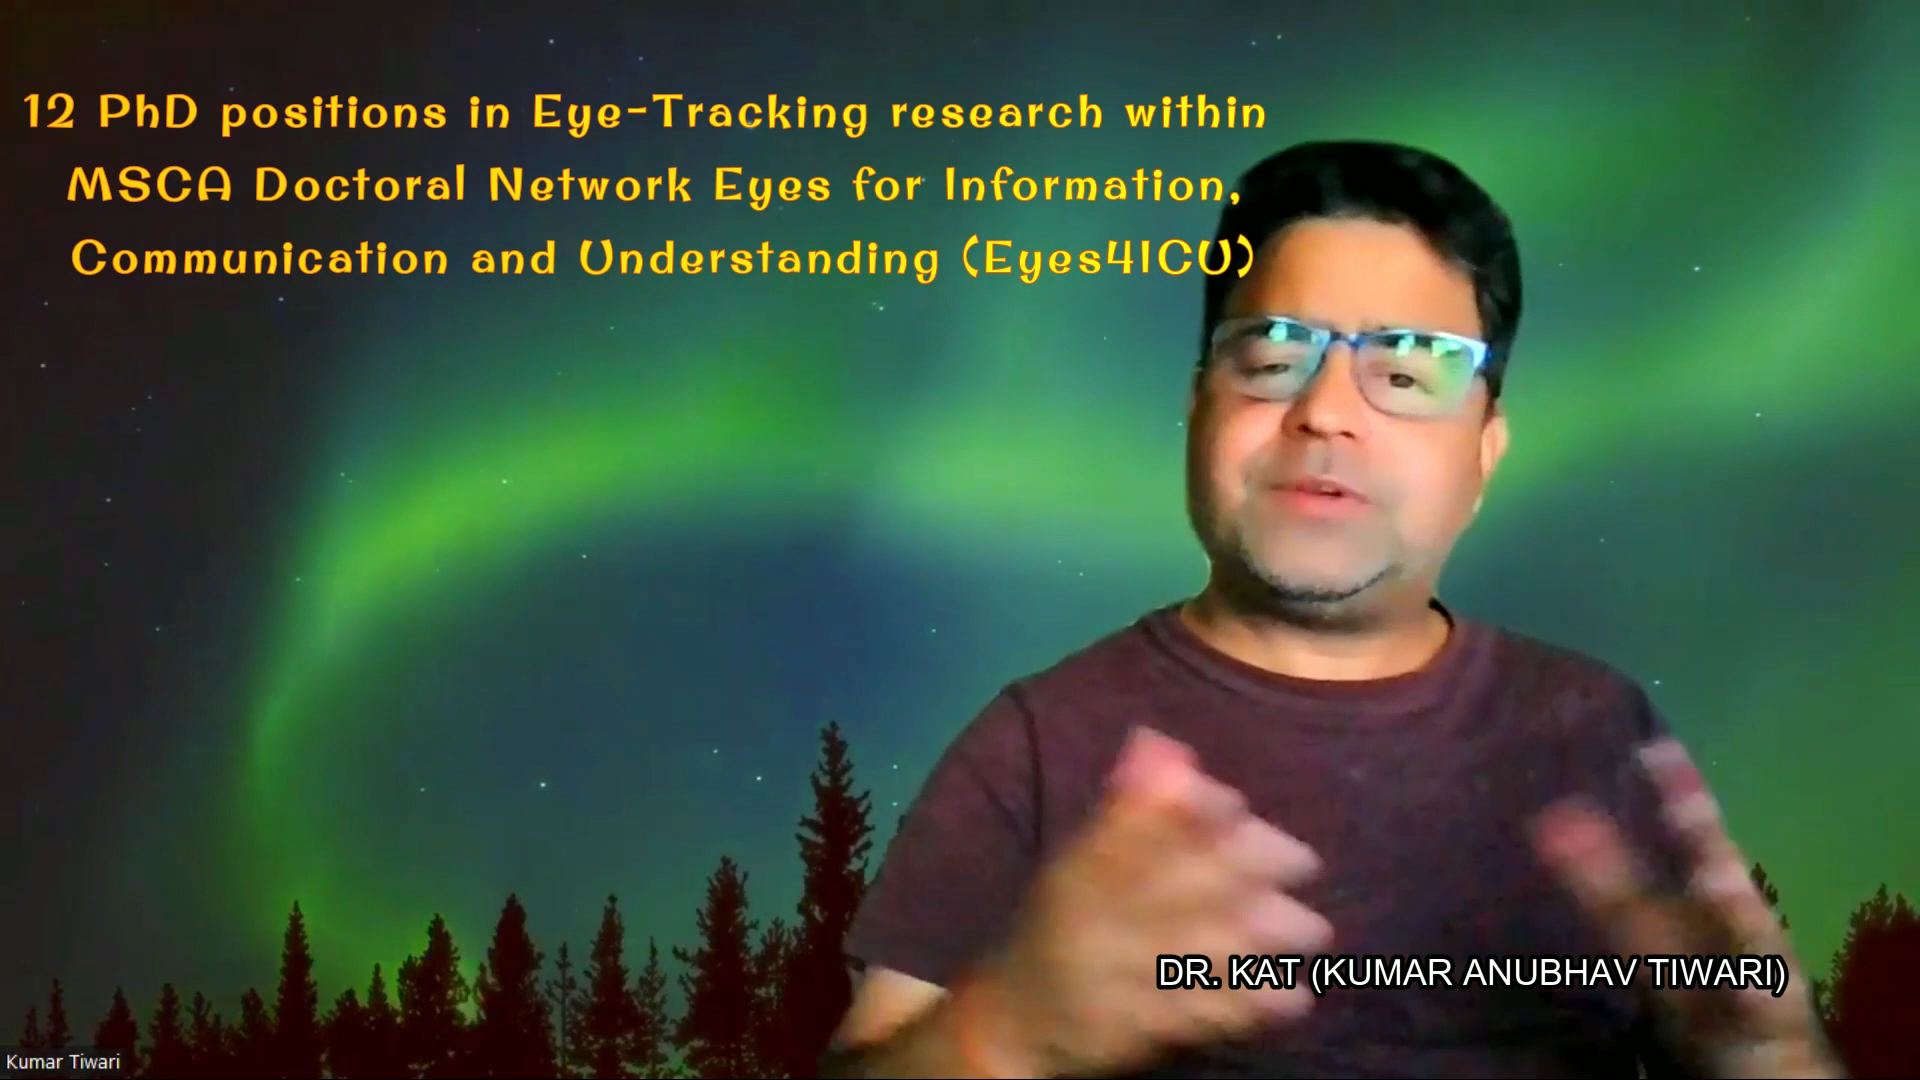 12 PhD positions in Eye-Tracking research within
MSCA Doctoral Network Eyes for Information,
Communication and Understanding (Eyes4ICU)
DR. KAT (KUMAR ANUBHAV TIWARI)
Kumar Tiwari